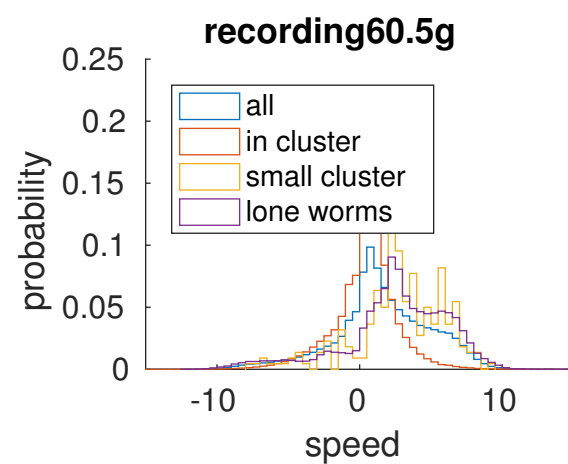 recording60.5g
0.25
0.2
0.15
0.1
0.05
0
probability
all
in cluster
small cluster
lone worms
-10 0 10
speed